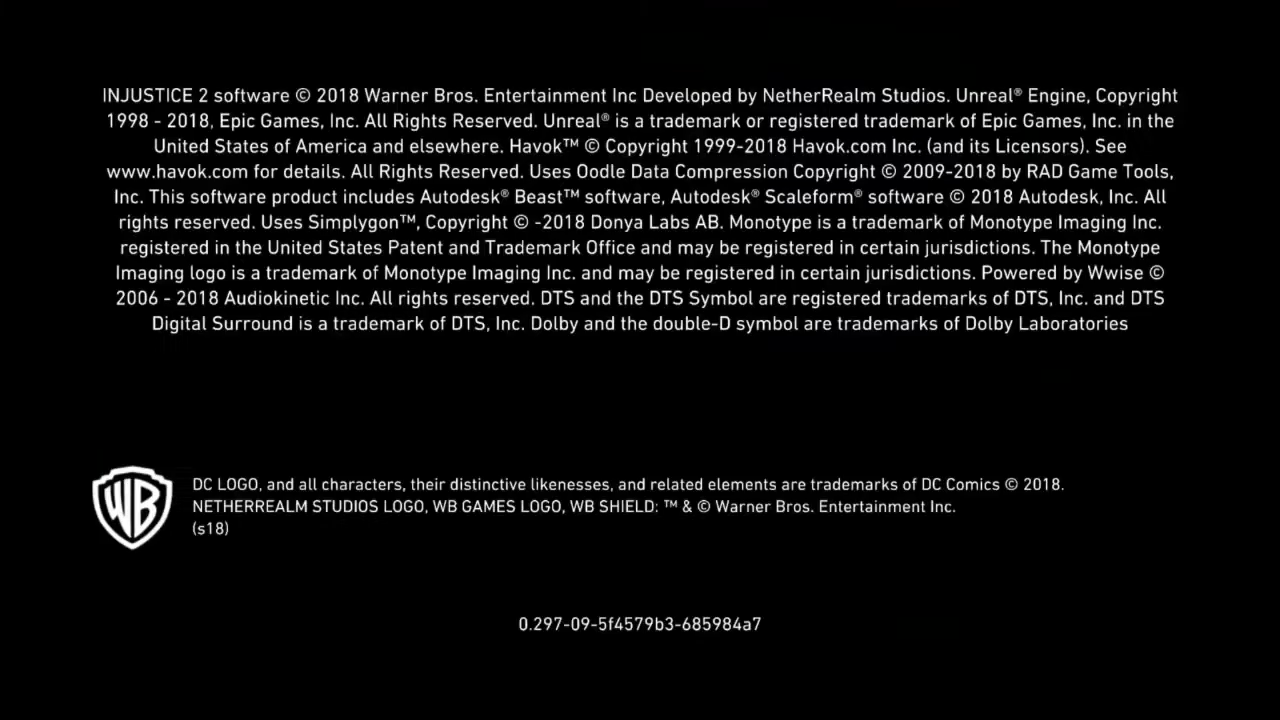 INJUSTICE 2 software © 2018 Warner Bros. Entertainment Inc Developed by NetherRealm Studios. Unreal® Engine, Copyright
1998 - 2018, Epic Games, Inc. All Rights Reserved. Unreal® is a trademark or registered trademark of Epic Games, Inc. in the
United States of America and elsewhere. Havok™ © Copyright 1999-2018 Havok.com Inc. (and its Licensors). See
www.havok.com for details. All Rights Reserved. Uses Oodle Data Compression Copyright © 2009-2018 by RAD Game Tools,
Inc. This software product includes Autodesk® Beast™ software, Autodesk® Scaleform® software © 2018 Autodesk, Inc. All
rights reserved. Uses Simplygon™, Copyright © -2018 Donya Labs AB. Monotype is a trademark of Monotype Imaging Inc.
registered in the United States Patent and Trademark Office and may be registered in certain jurisdictions. The Monotype
Imaging logo is a trademark of Monotype Imaging Inc. and may be registered in certain jurisdictions. Powered by Wwise ©
2006 - 2018 Audiokinetic Inc. All rights reserved. DTS and the DTS Symbol are registered trademarks of DTS, Inc. and DTS
Digital Surround is a trademark of DTS, Inc. Dolby and the double-D symbol are trademarks of Dolby Laboratories
WB
DC LOGO, and all characters, their distinctive likenesses, and related elements are trademarks of DC Comics © 2018.
NETHERREALM STUDIOS LOGO, WB GAMES LOGO, WB SHIELD: ™ & © Warner Bros. Entertainment Inc.
(s18)
0.297-09-5f4579b3-685984a7